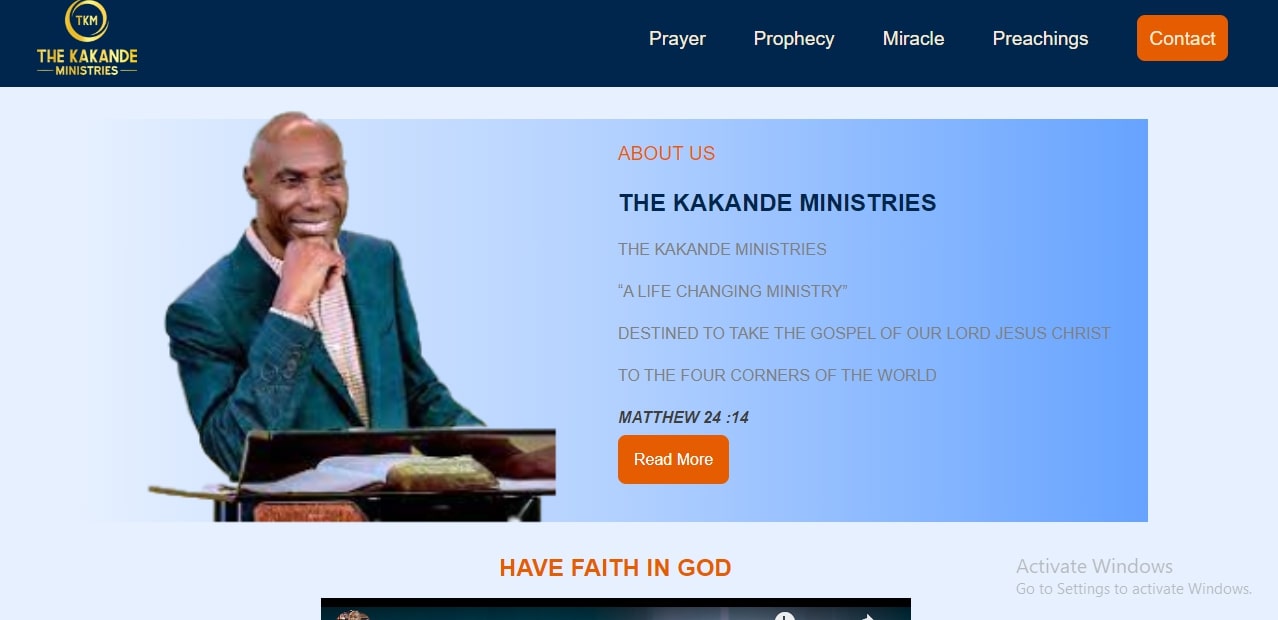 TKM
THE KAKANDE
MINISTRIES
Prayer
Prophecy
Miracle
Preachings
Contact
ABOUT US
THE KAKANDE MINISTRIES
THE KAKANDE MINISTRIES
“A LIFE CHANGING MINISTRY”
DESTINED TO TAKE THE GOSPEL OF OUR LORD JESUS CHRIST
TO THE FOUR CORNERS OF THE WORLD
MATTHEW 24 :14
Read More
HAVE FAITH IN GOD
Activate Windows
Go to Settings to activate Windows.